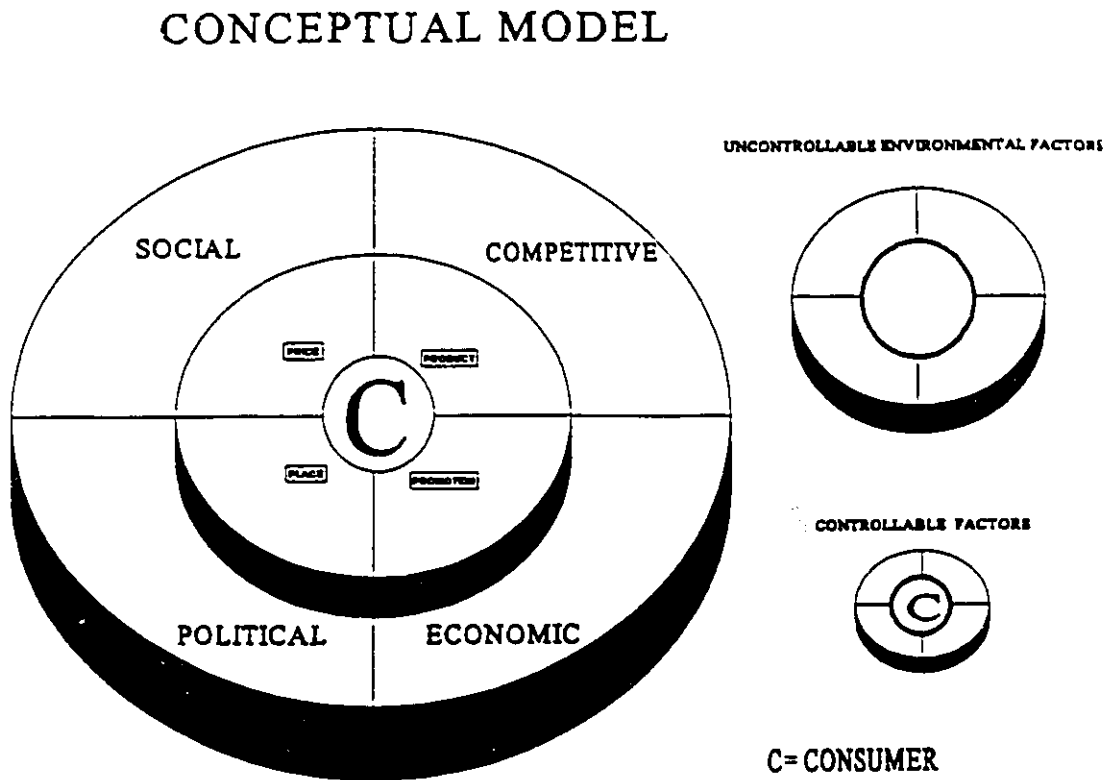 CONCEPTUAL MODEL
UNCONTROLLABLE ENVIRONMENTAL FACTORS
SOCIAL
COMPETITIVE
PRICE
PRODUCT
C
PLACE
PROMOTION
CONTROLLABLE FACTORS
C
POLITICAL
ECONOMIC
C= CONSUMER